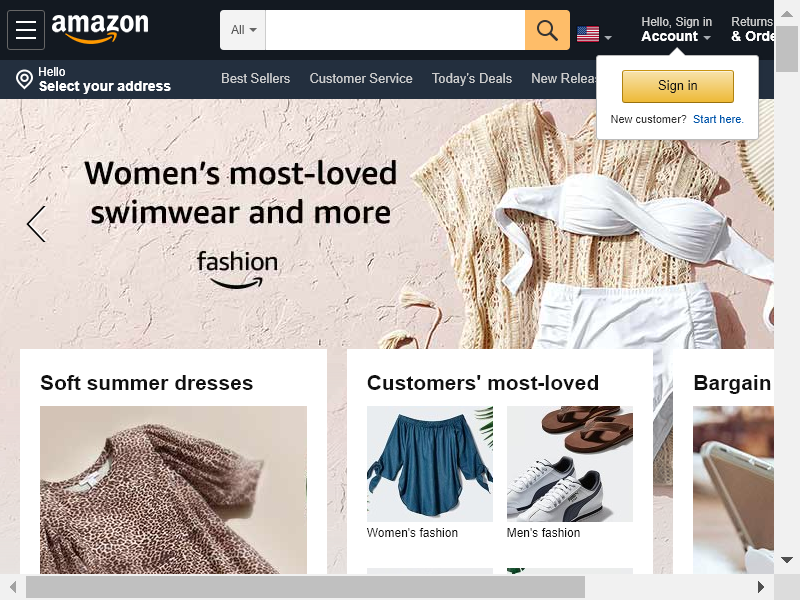 amazon
All
Hello, Sign in
Account
Returns
& Orde
Hello
Select your address
Best Sellers
Customer Service
Today's Deals
New Releas
Sign in
New customer? Start here.
Women's most-loved
swimwear and more
fashion
Soft summer dresses
Customers' most-loved
Bargain
Women's fashion
Men's fashion